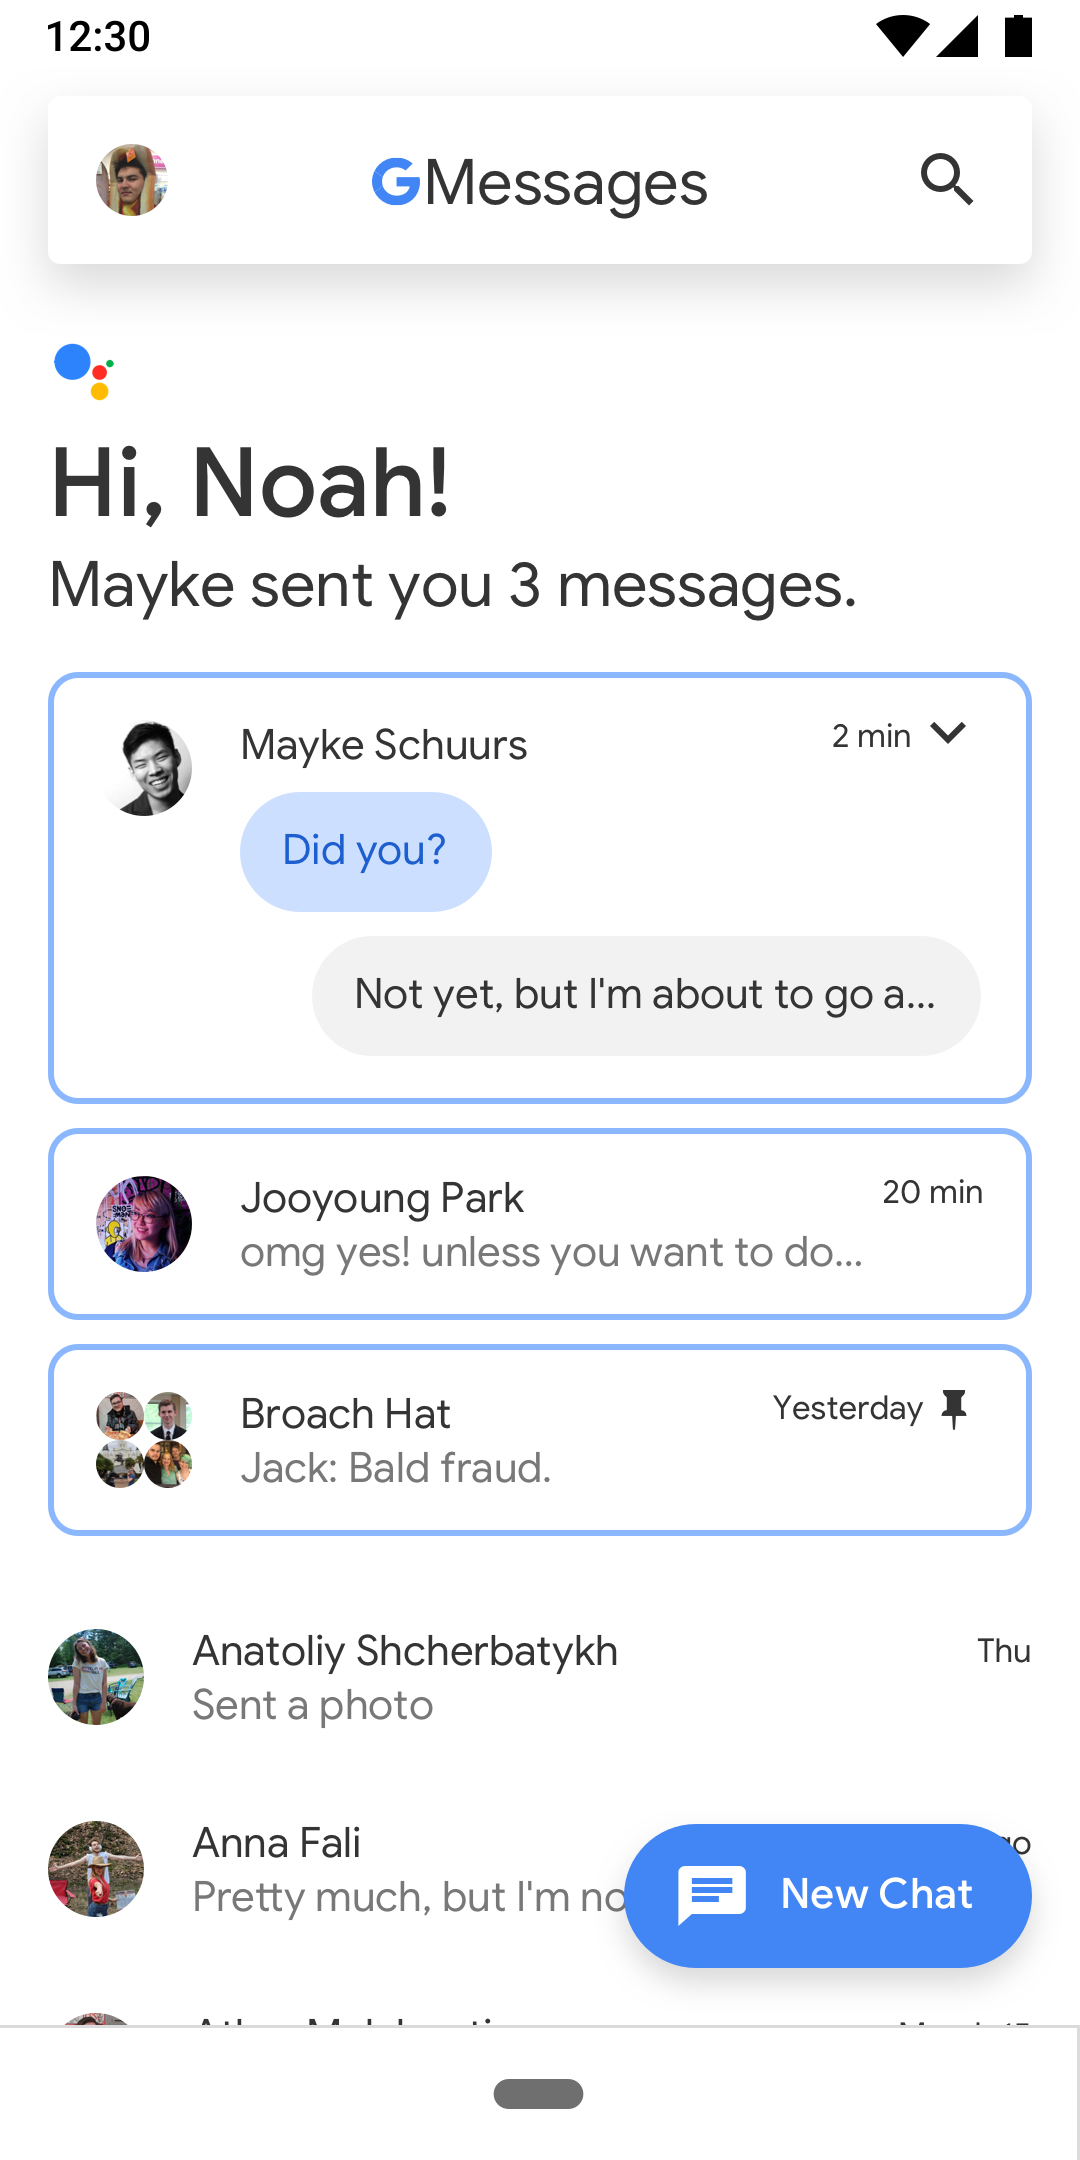 12:30
GMessages
Hi, Noah!
Mayke sent you 3 messages.
Mayke Schuurs
2 min
Did you?
Not yet, but I'm about to go a...
Jooyoung Park
20 min
omg yes! unless you want to do...
Broach Hat
Yesterday
Jack: Bald fraud.
Anatoliy Shcherbatykh
Thu
Sent a photo
Anna Fali
Pretty much, but I'm no
New Chat